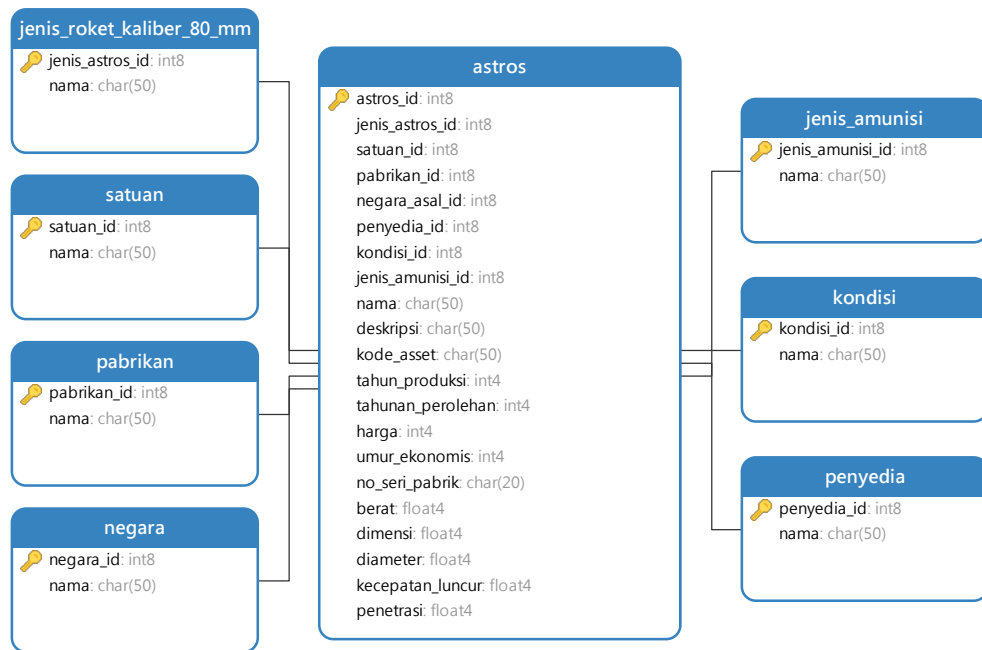 jenis_roket_kaliber_80_mm
jenis_astros_id: int8
nama: char(50)
satuan
satuan_id: int8
nama: char(50)
pabrikan
pabrikan_id: int8
nama: char(50)
negara
negara_id: int8
nama: char(50)
astros
astros_id: int8
jenis_astros_id: int8
satuan_id: int8
pabrikan_id: int8
negara_asal_id: int8
penyedia_id: int8
kondisi_id: int8
jenis_amunisi_id: int8
nama: char(50)
deskripsi: char(50)
kode_asset: char(50)
tahun_produksi: int4
tahunan_perolehan: int4
harga: int4
umur_ekonomis: int4
no_seri_pabrik: char(20)
berat: float4
dimensi: float4
diameter: float4
kecepatan_luncur: float4
penetrasi: float4
jenis_amunisi
jenis_amunisi_id: int8
nama: char(50)
kondisi
kondisi_id: int8
nama: char(50)
penyedia
penyedia_id: int8
nama: char(50)